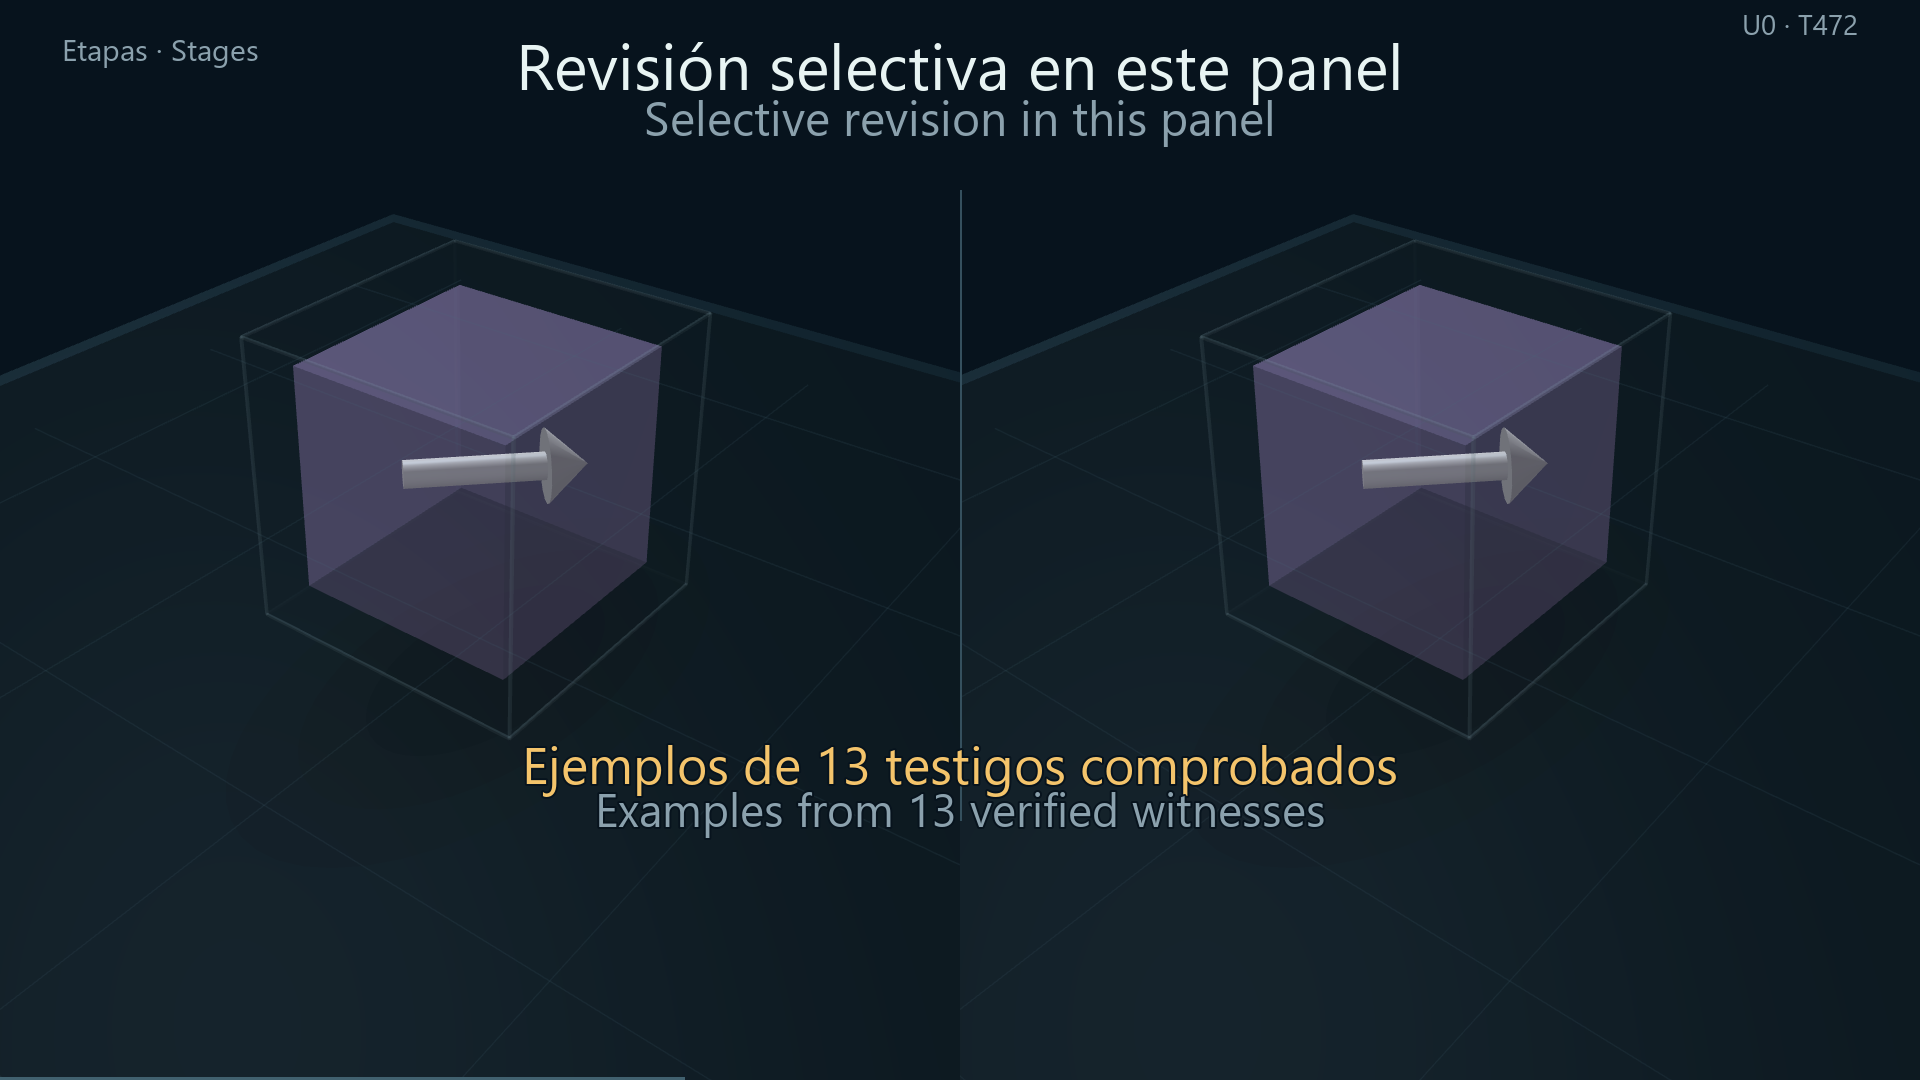 Etapas · Stages
U0 · T472
Revisión selectiva en este panel
Selective revision in this panel
Ejemplos de 13 testigos comprobados
Examples from 13 verified witnesses